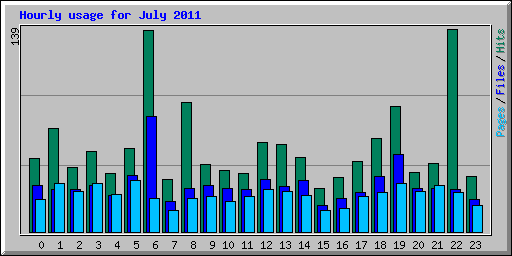 Hourly usage for July 2011
139
Pages / Files / Hits
0 1 2 3 4 5 6 7 8 9 10 11 12 13 14 15 16 17 18 19 20 21 22 23